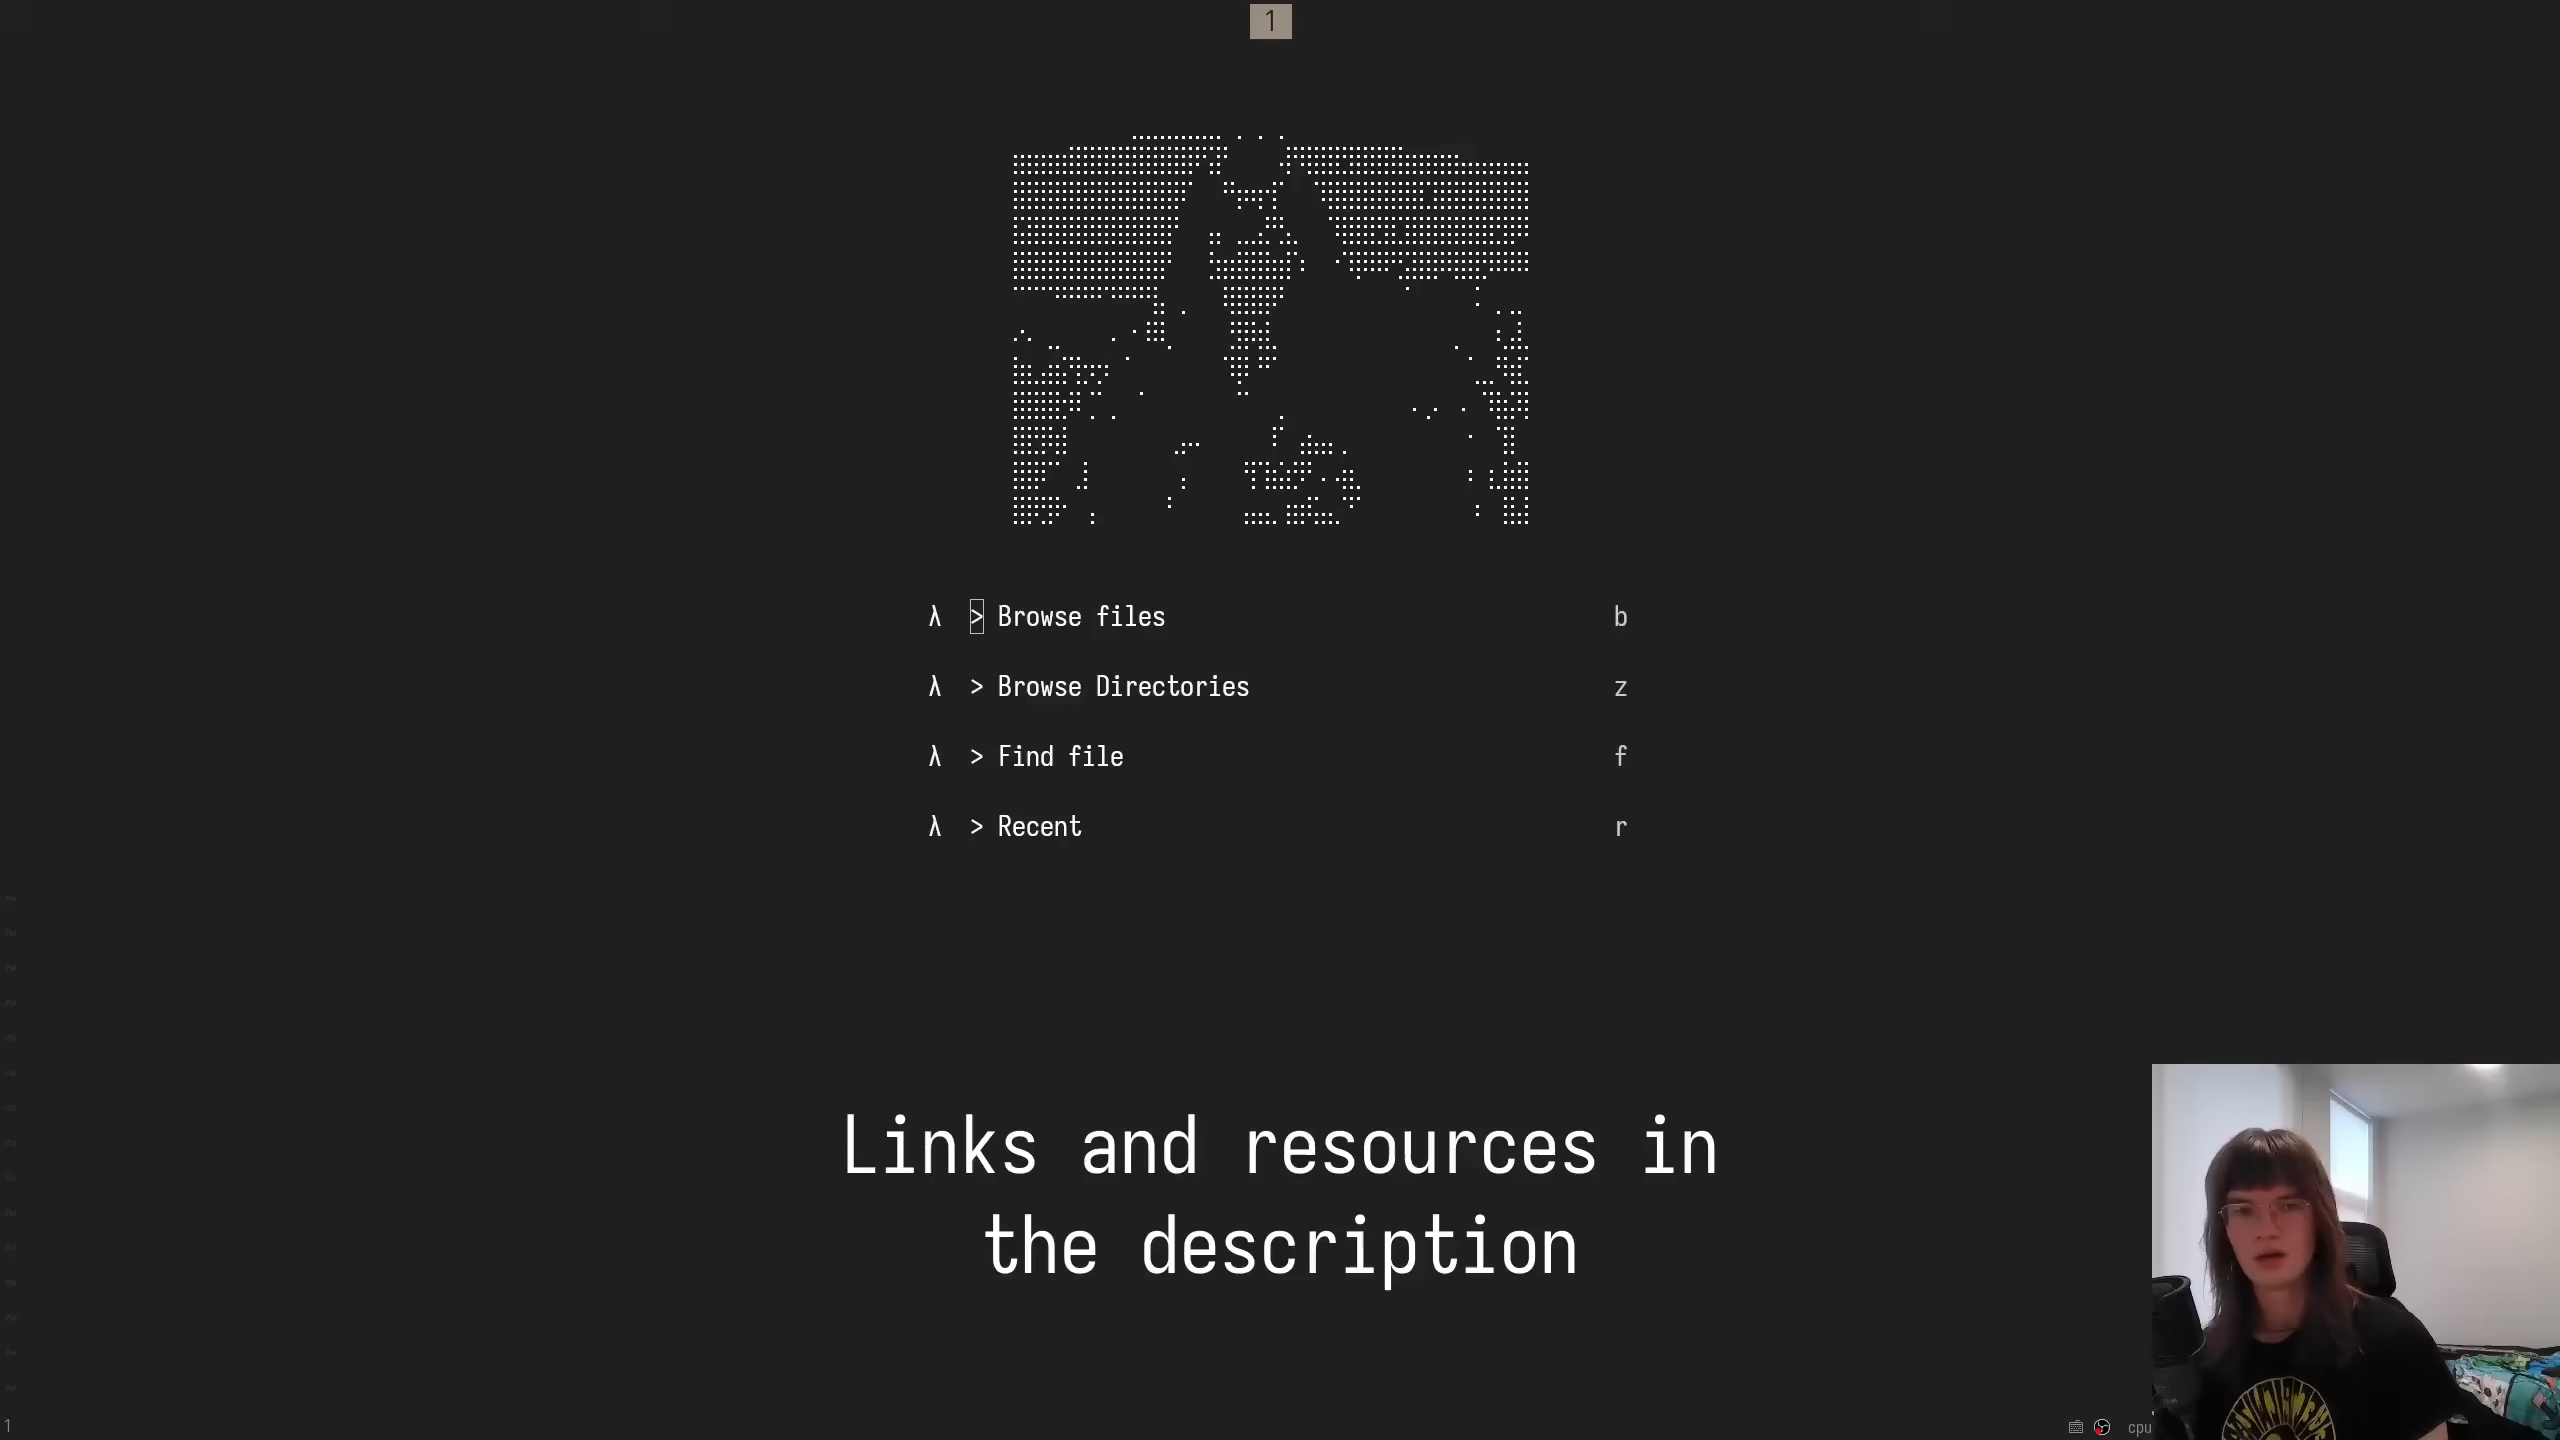 1
λ > Browse files b
λ > Browse Directories z
λ > Find file f
λ > Recent r
Links and resources in
the description
1
cpu